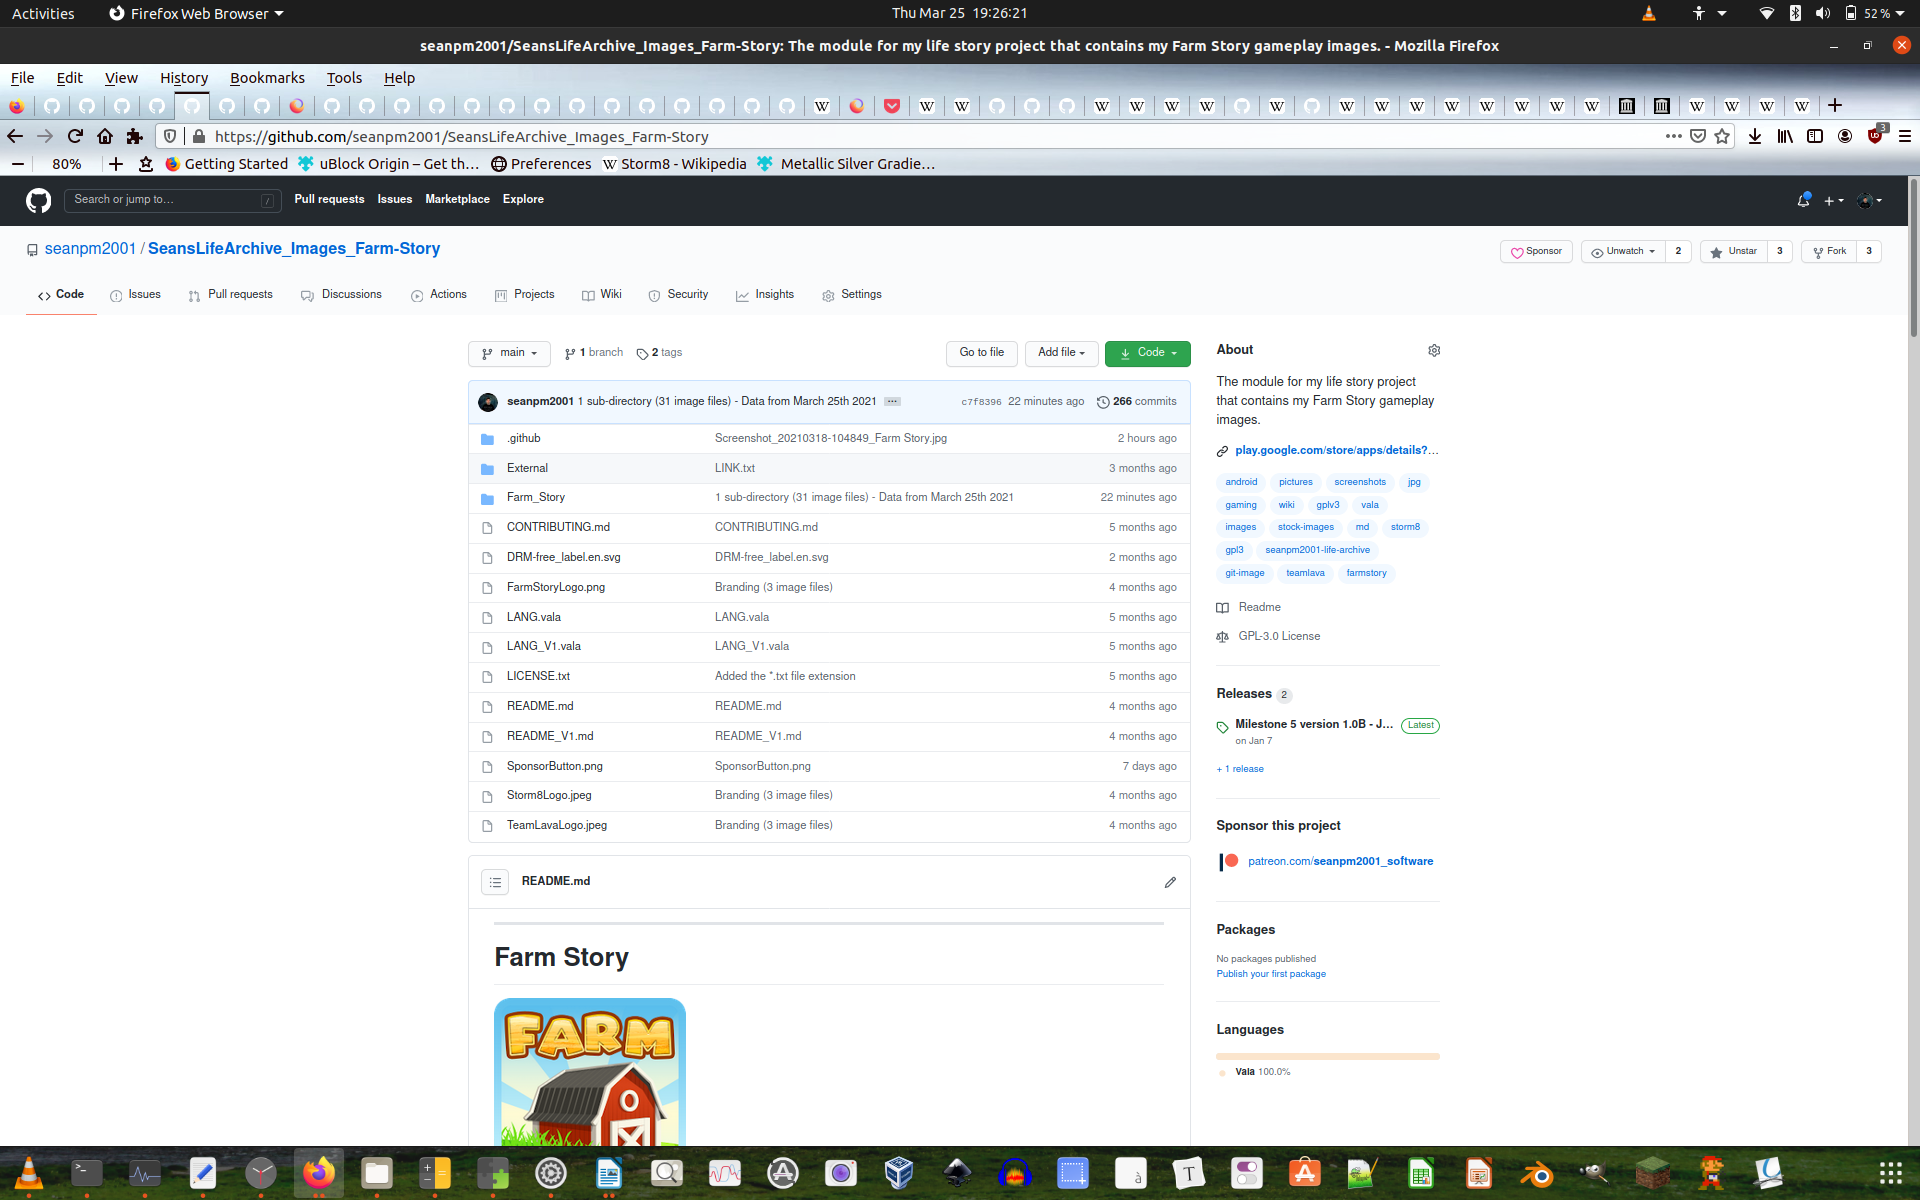 Activities Firefox Web Browser Thu Mar 25 19:26:21 52 %
seanpm2001/SeansLifeArchive_Images_Farm-Story: The module for my life story project that contains my Farm Story gameplay images. - Mozilla Firefox
File Edit View History Bookmarks Tools Help
https://github.com/seanpm2001/SeansLifeArchive_Images_Farm-Story 3
80% Getting Started uBlock Origin – Get th… Preferences Storm8 - Wikipedia Metallic Silver Gradie…
Search or jump to… / Pull requests Issues Marketplace Explore
seanpm2001 / SeansLifeArchive_Images_Farm-Story Sponsor Unwatch 2 Unstar 3 Fork 3
Code Issues Pull requests Discussions Actions Projects Wiki Security Insights Settings
main 1 branch 2 tags Go to file Add file Code
seanpm2001 1 sub-directory (31 image files) - Data from March 25th 2021 ... c7f8396 22 minutes ago 266 commits
.github Screenshot_20210318-104849_Farm Story.jpg 2 hours ago
External LINK.txt 3 months ago
Farm_Story 1 sub-directory (31 image files) - Data from March 25th 2021 22 minutes ago
CONTRIBUTING.md CONTRIBUTING.md 5 months ago
DRM-free_label.en.svg DRM-free_label.en.svg 2 months ago
FarmStoryLogo.png Branding (3 image files) 4 months ago
LANG.vala LANG.vala 5 months ago
LANG_V1.vala LANG_V1.vala 5 months ago
LICENSE.txt Added the *.txt file extension 5 months ago
README.md README.md 4 months ago
README_V1.md README_V1.md 4 months ago
SponsorButton.png SponsorButton.png 7 days ago
Storm8Logo.jpeg Branding (3 image files) 4 months ago
TeamLavaLogo.jpeg Branding (3 image files) 4 months ago
README.md
Farm Story
FARM
About
The module for my life story project
that contains my Farm Story gameplay
images.
play.google.com/store/apps/details?…
android pictures screenshots jpg
gaming wiki gplv3 vala
images stock-images md storm8
gpl3 seanpm2001-life-archive
git-image teamlava farmstory
Readme
GPL-3.0 License
Releases 2
Milestone 5 version 1.0B - J… Latest
on Jan 7
+ 1 release
Sponsor this project
patreon.com/seanpm2001_software
Packages
No packages published
Publish your first package
Languages
Vala 100.0%